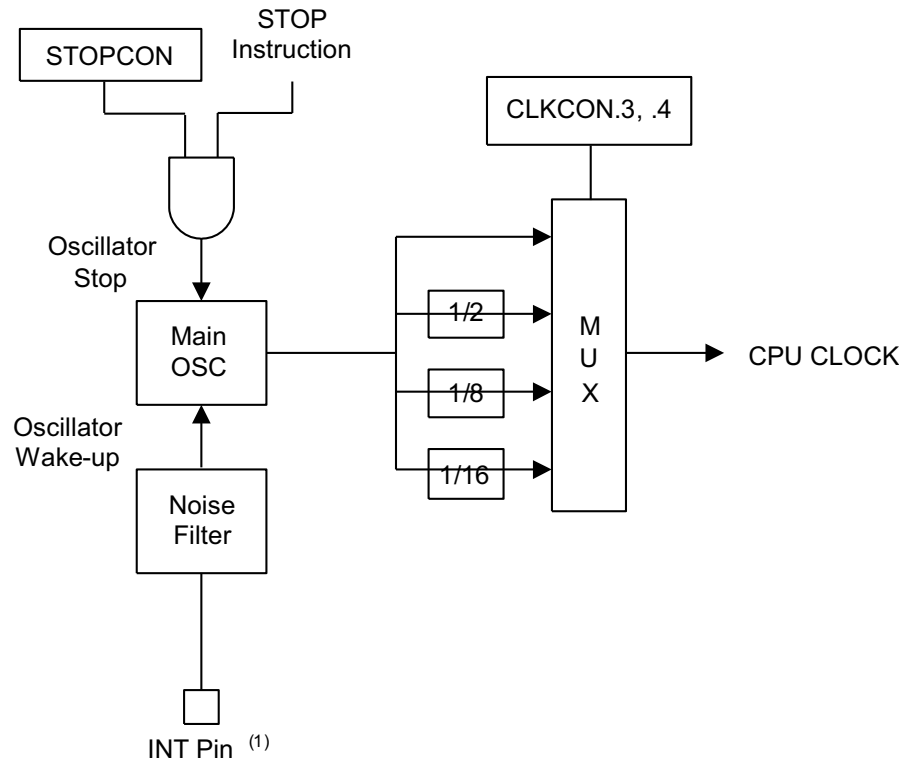 STOP
Instruction
STOPCON
CLKCON.3, .4
Oscillator
Stop
Main
OSC
1/2
1/8
1/16
M
U
X
CPU CLOCK
Oscillator
Wake-up
Noise
Filter
INT Pin (1)